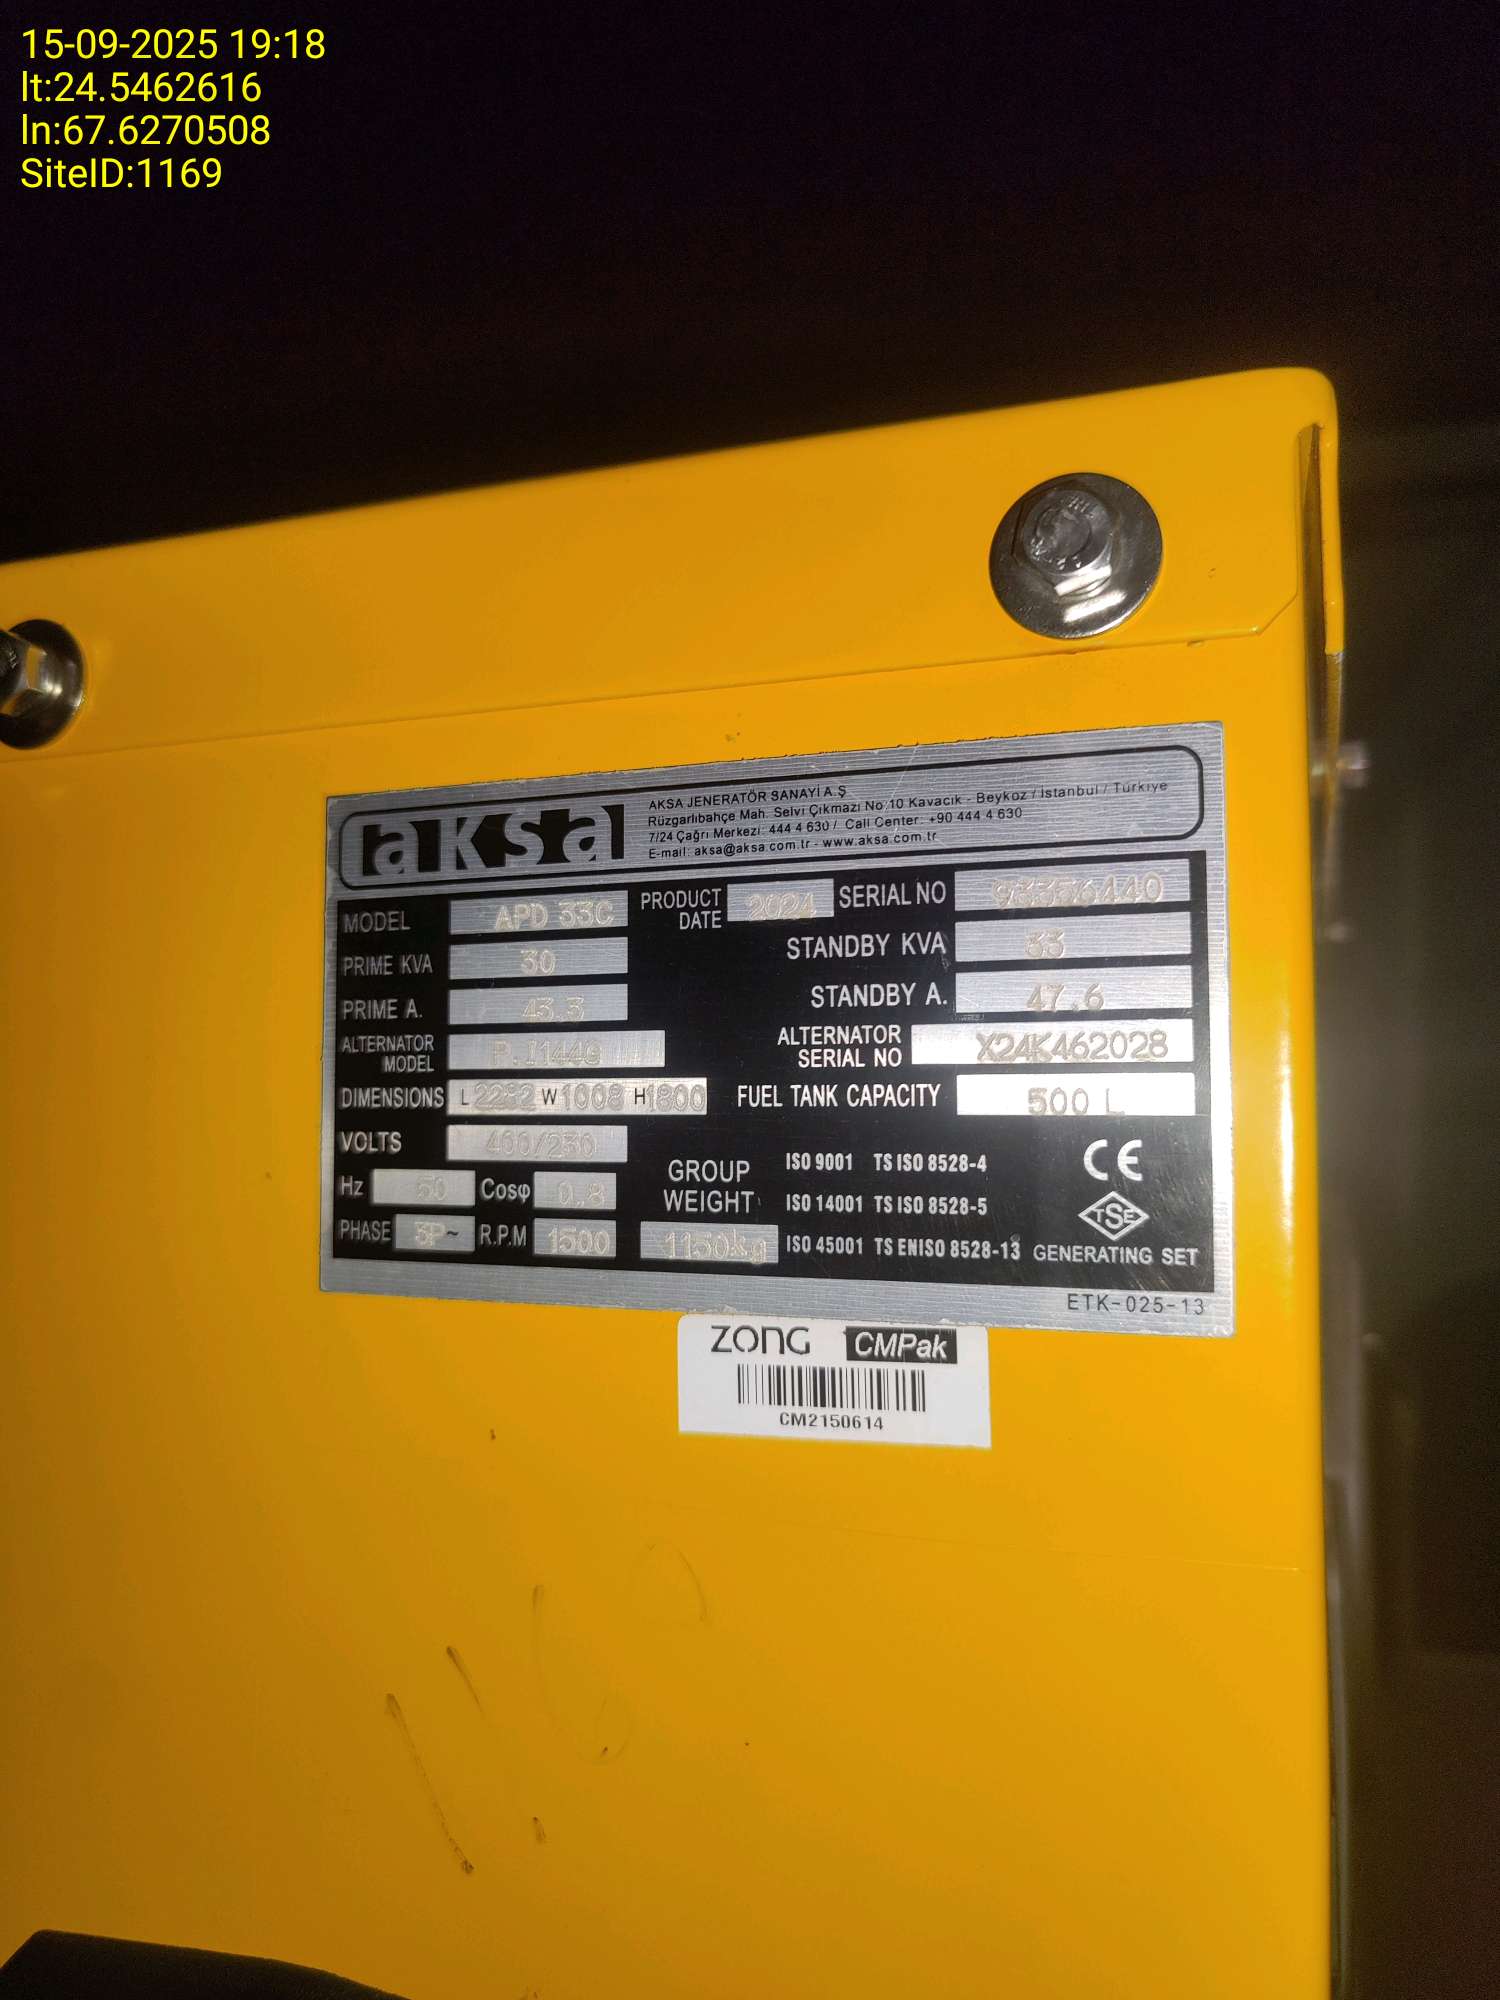 15-09-2025 19:18
lt:24.5462616
ln:67.6270508
SiteID:1169
aksa
AKSA JENERATÖR SANAYİ A.Ş
Rüzgarlıbahçe Mah. Selvi Çıkmazı No 10 Kavacık - Beykoz / İstanbul / Türkiye
7/24 Çağrı Merkezi: 444 4 630 / Call Center: +90 444 4 630
E-mail: aksa@aksa.com.tr - www.aksa.com.tr
MODEL APD 33C PRODUCT DATE 2024 SERIAL NO 93356440
PRIME KVA 30 STANDBY KVA 33
PRIME A. 43.3 STANDBY A. 47.6
ALTERNATOR MODEL ALTERNATOR SERIAL NO X24K462028
DIMENSIONS L 2282 W 1008 H 1800 FUEL TANK CAPACITY 500 L
VOLTS 400/230
Hz 50 Cosφ 0,8
PHASE 3P~ R.P.M 1500
GROUP WEIGHT 1150kg
ISO 9001 TS ISO 8528-4
ISO 14001 TS ISO 8528-5
ISO 45001 TS ENISO 8528-13
CE
TSE
GENERATING SET
ETK-025-13
ZONG CMPak
CM2150614